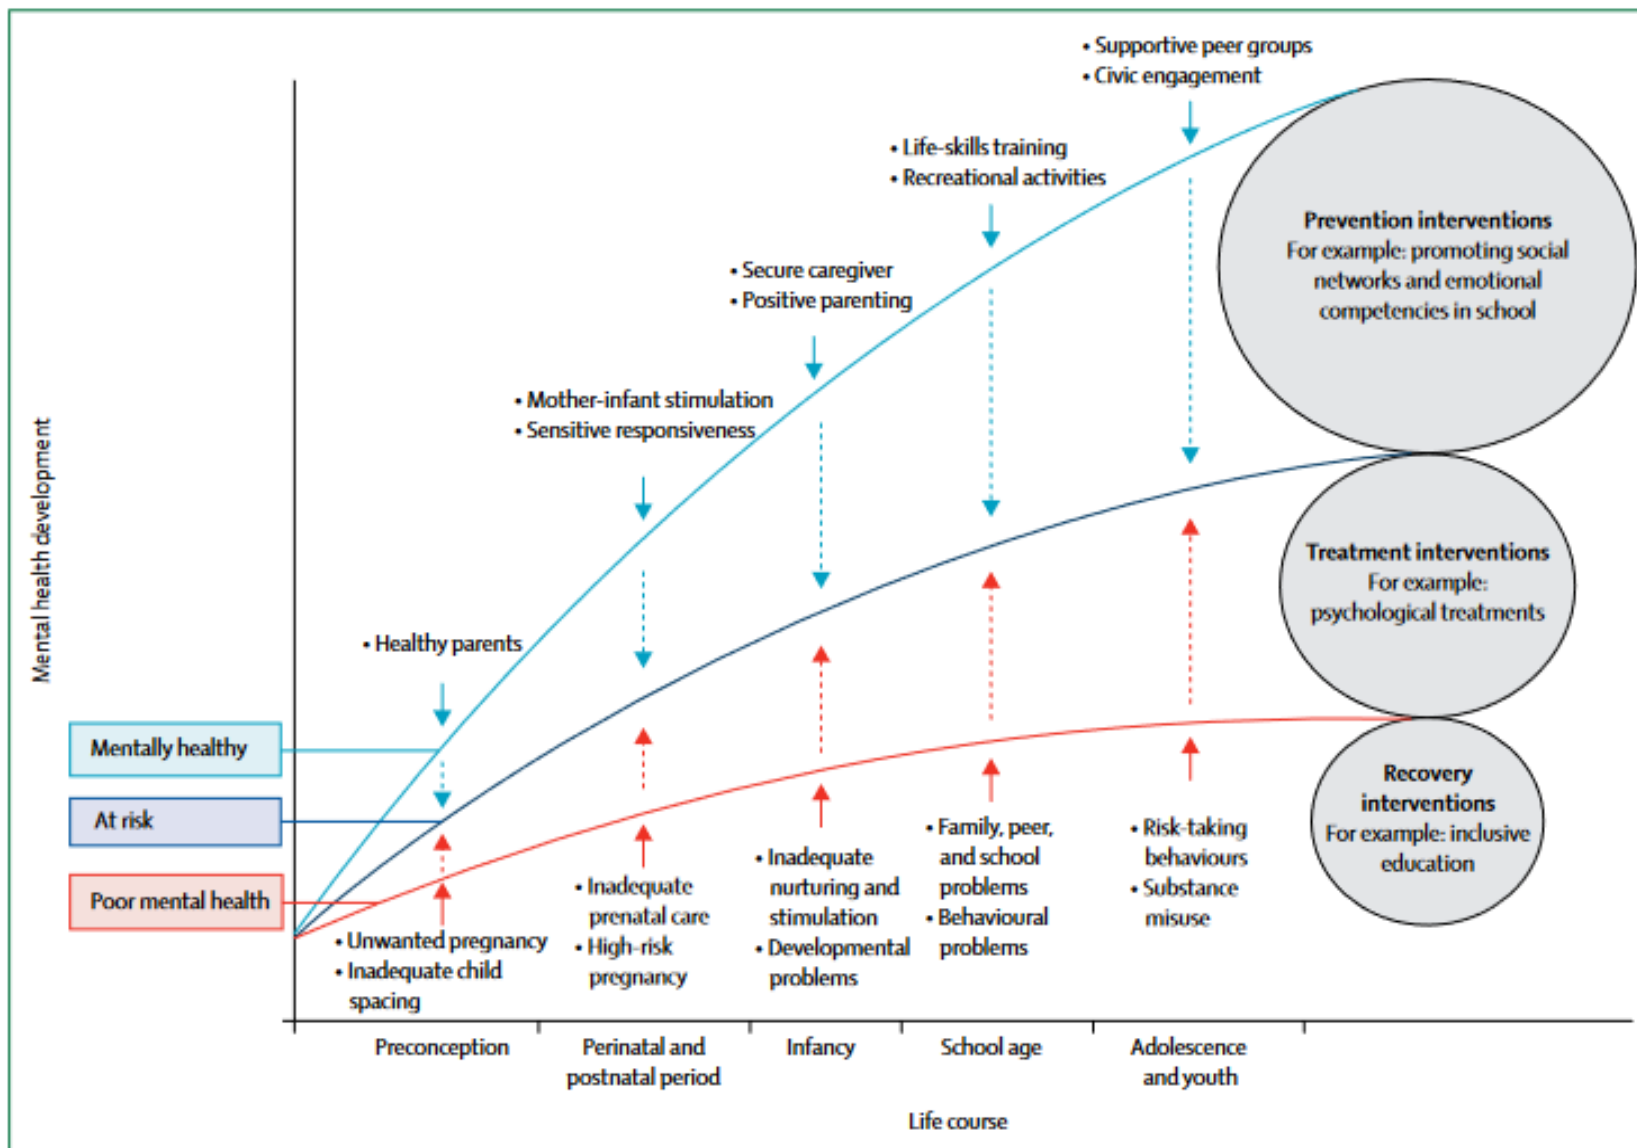 • Supportive peer groups
• Civic engagement
• Life-skills training
• Recreational activities
• Secure caregiver
• Positive parenting
• Mother-infant stimulation
• Sensitive responsiveness
• Healthy parents
Mental health development
Mentally healthy
At risk
Poor mental health
Prevention interventions
For example: promoting social
networks and emotional
competencies in school
Treatment interventions
For example:
psychological treatments
Recovery
interventions
For example: inclusive
education
• Unwanted pregnancy
• Inadequate child
spacing
• Inadequate
prenatal care
• High-risk
pregnancy
• Inadequate
nurturing and
stimulation
• Developmental
problems
• Family, peer,
and school
problems
• Behavioural
problems
• Risk-taking
behaviours
• Substance
misuse
Preconception
Perinatal and
postnatal period
Infancy
School age
Adolescence
and youth
Life course